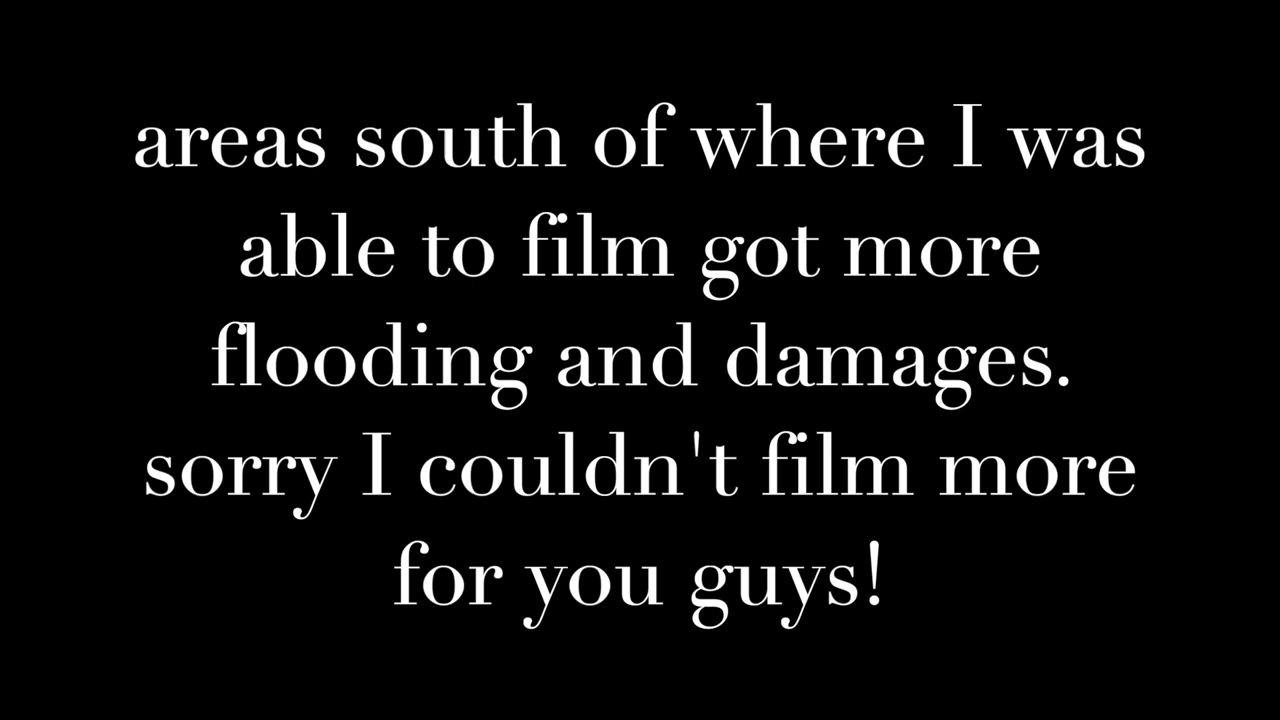 areas south of where I was
able to film got more
flooding and damages.
sorry I couldn't film more
for you guys!